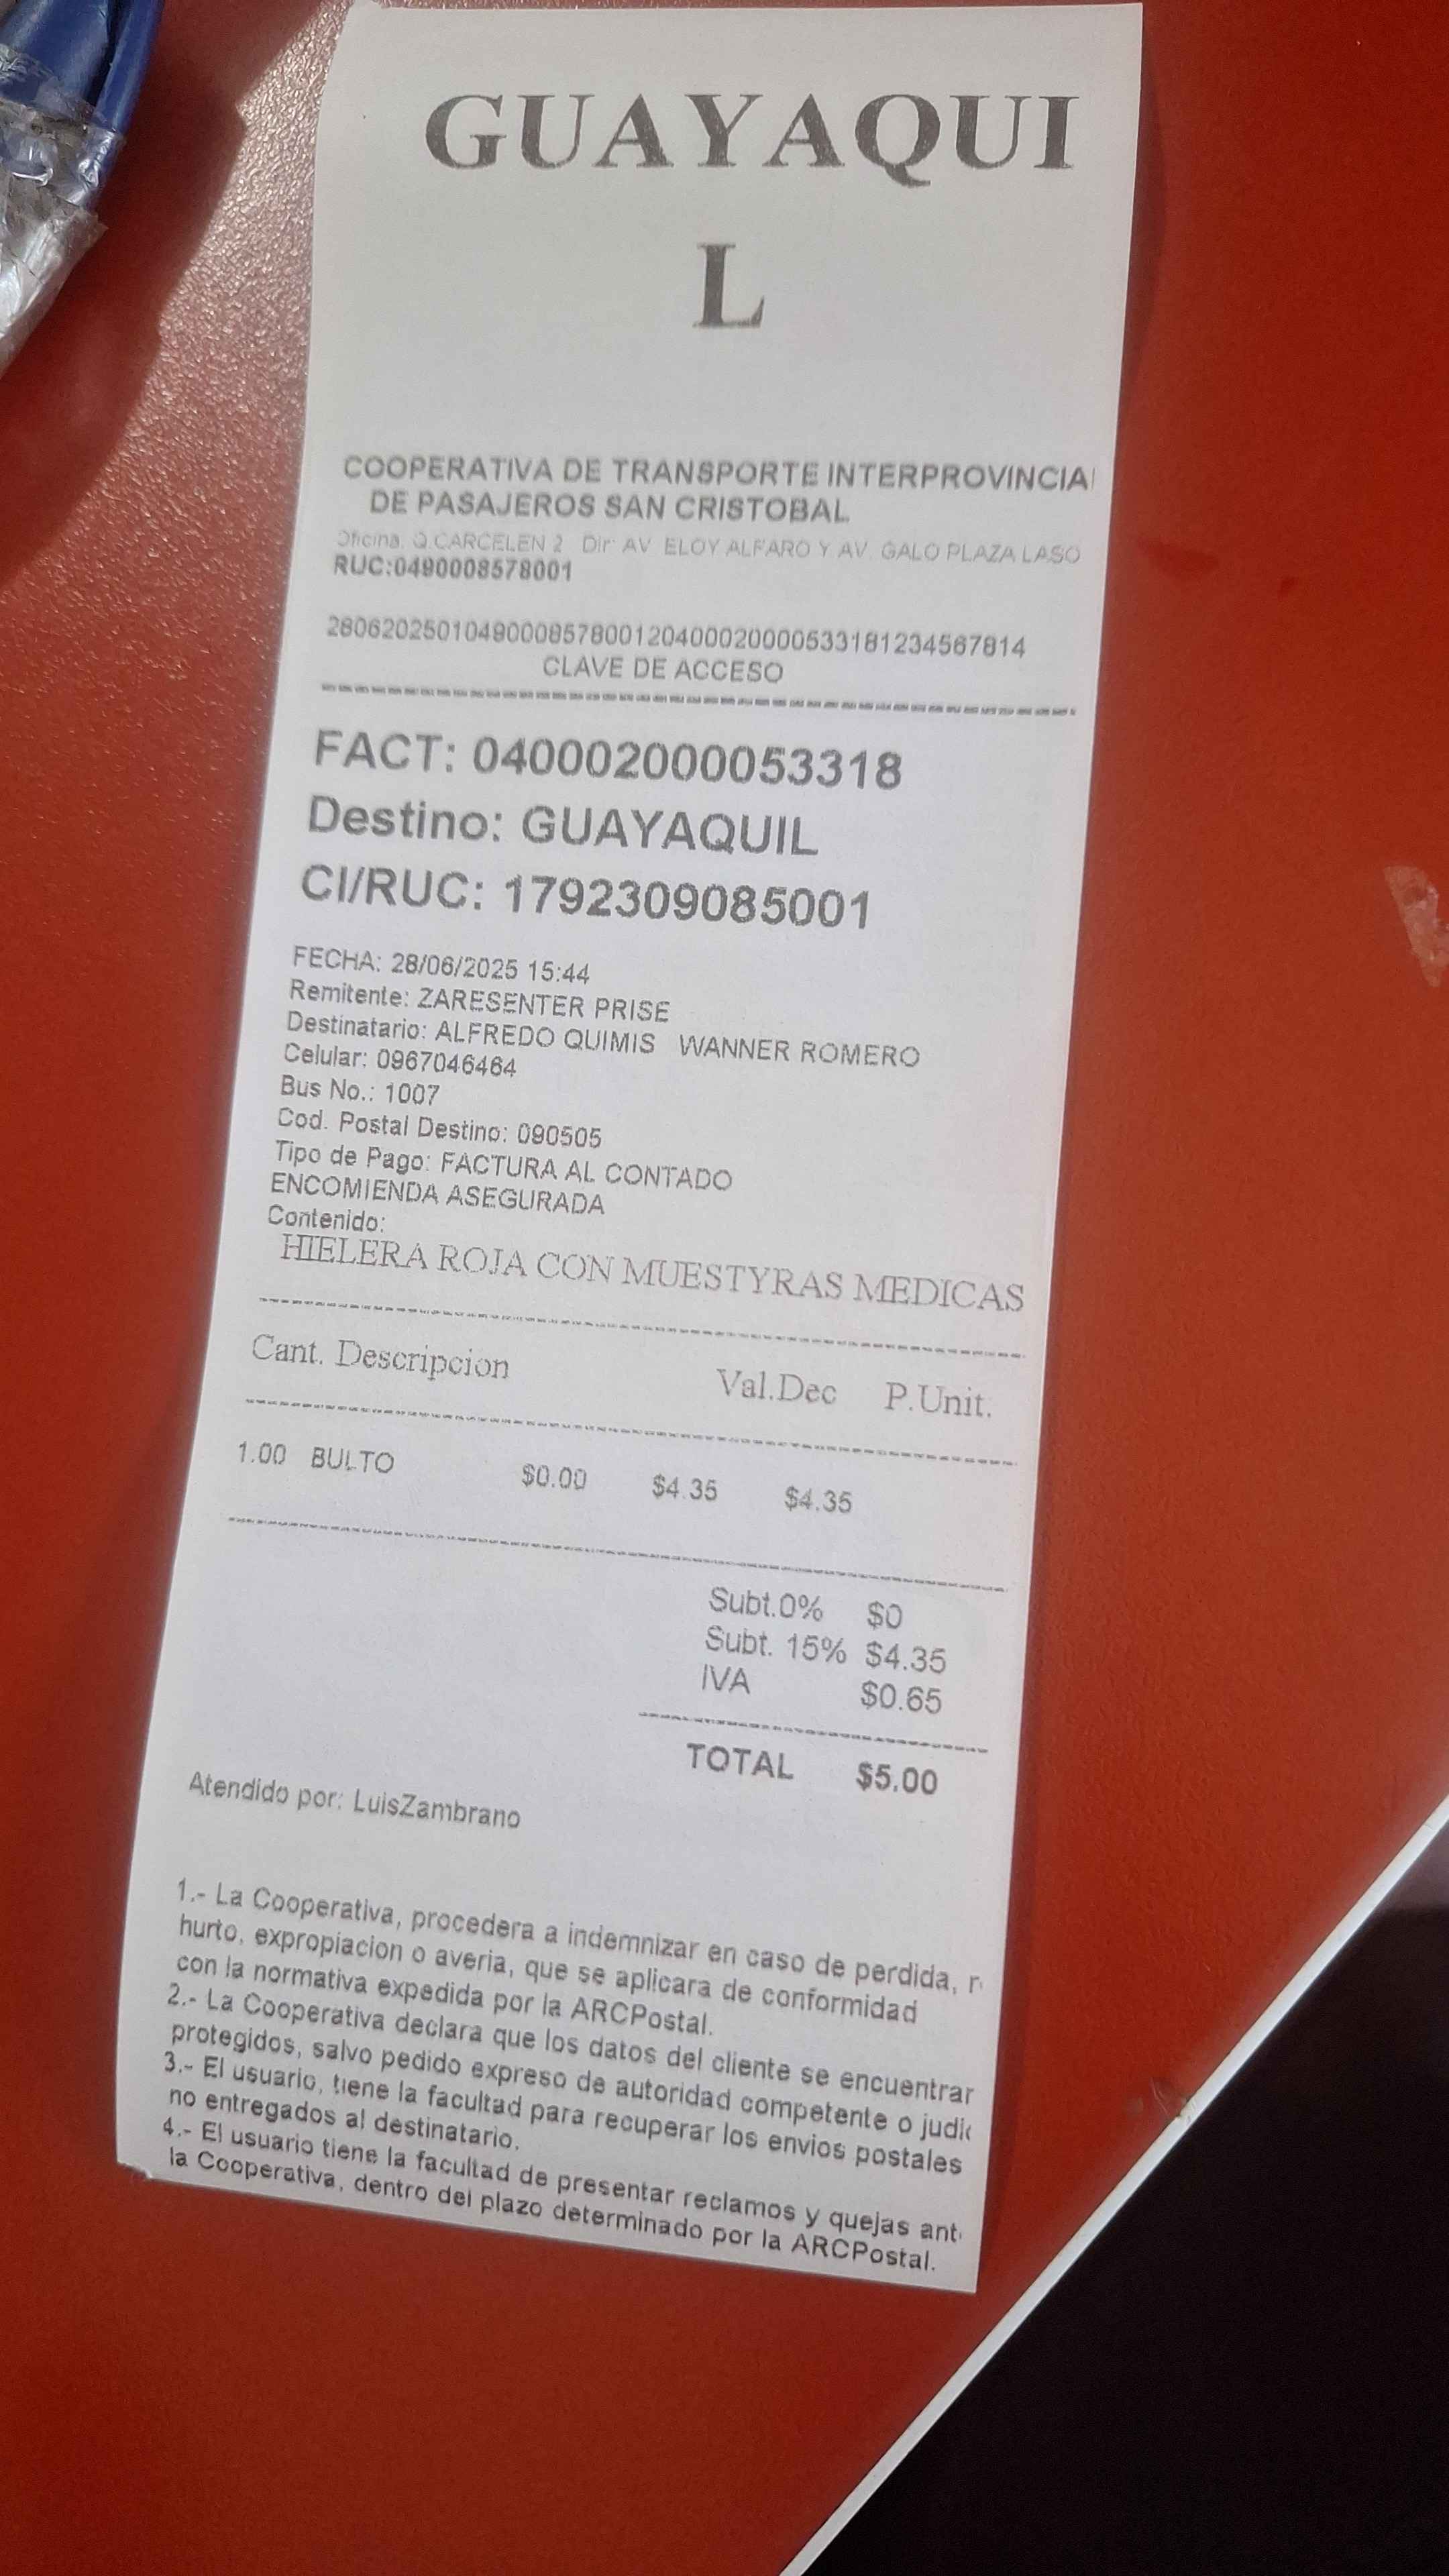 GUAYAQUI
L
COOPERATIVA DE TRANSPORTE INTERPROVINCIAL
DE PASAJEROS SAN CRISTOBAL
Oficina. Q.CARCELEN 2 Dir: AV. ELOY ALFARO Y AV. GALO PLAZA LASO
RUC:0490008578001
2806202501049000857800120400020000533181234567814
CLAVE DE ACCESO
FACT: 040002000053318
Destino: GUAYAQUIL
CI/RUC: 1792309085001
FECHA: 28/06/2025 15:44
Remitente: ZARESENTER PRISE
Destinatario: ALFREDO QUIMIS WANNER ROMERO
Celular: 0967046464
Bus No.: 1007
Cod. Postal Destino: 090505
Tipo de Pago: FACTURA AL CONTADO
ENCOMIENDA ASEGURADA
Contenido:
HIELERA ROJA CON MUESTYRAS MEDICAS
Cant. Descripcion Val.Dec P.Unit.
1.00 BULTO $0.00 $4.35 $4.35
Subt.0% $0
Subt. 15% $4.35
IVA $0.65
TOTAL $5.00
Atendido por: LuisZambrano
1.- La Cooperativa, procedera a indemnizar en caso de perdida, r
hurto, expropiacion o averia, que se aplicara de conformidad
con la normativa expedida por la ARCPostal.
2.- La Cooperativa declara que los datos del cliente se encuentrar
protegidos, salvo pedido expreso de autoridad competente o judic
3.- El usuario, tiene la facultad para recuperar los envios postales
no entregados al destinatario.
4.- El usuario tiene la facultad de presentar reclamos y quejas ant
la Cooperativa, dentro del plazo determinado por la ARCPostal.